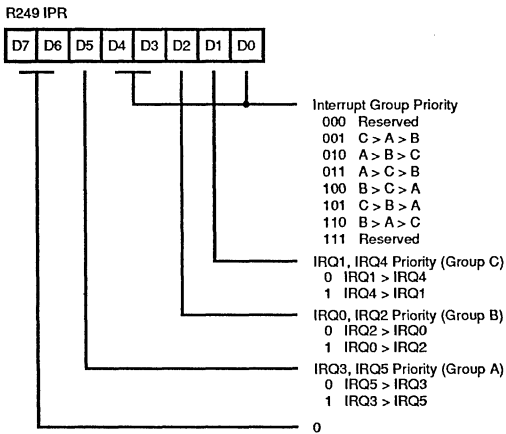 R249 IPR
D7 D6 D5 D4 D3 D2 D1 D0
Interrupt Group Priority
000 Reserved
001 C > A > B
010 A > B > C
011 A > C > B
100 B > C > A
101 C > B > A
110 B > A > C
111 Reserved
IRQ1, IRQ4 Priority (Group C)
0 IRQ1 > IRQ4
1 IRQ4 > IRQ1
IRQ0, IRQ2 Priority (Group B)
0 IRQ2 > IRQ0
1 IRQ0 > IRQ2
IRQ3, IRQ5 Priority (Group A)
0 IRQ5 > IRQ3
1 IRQ3 > IRQ5
0